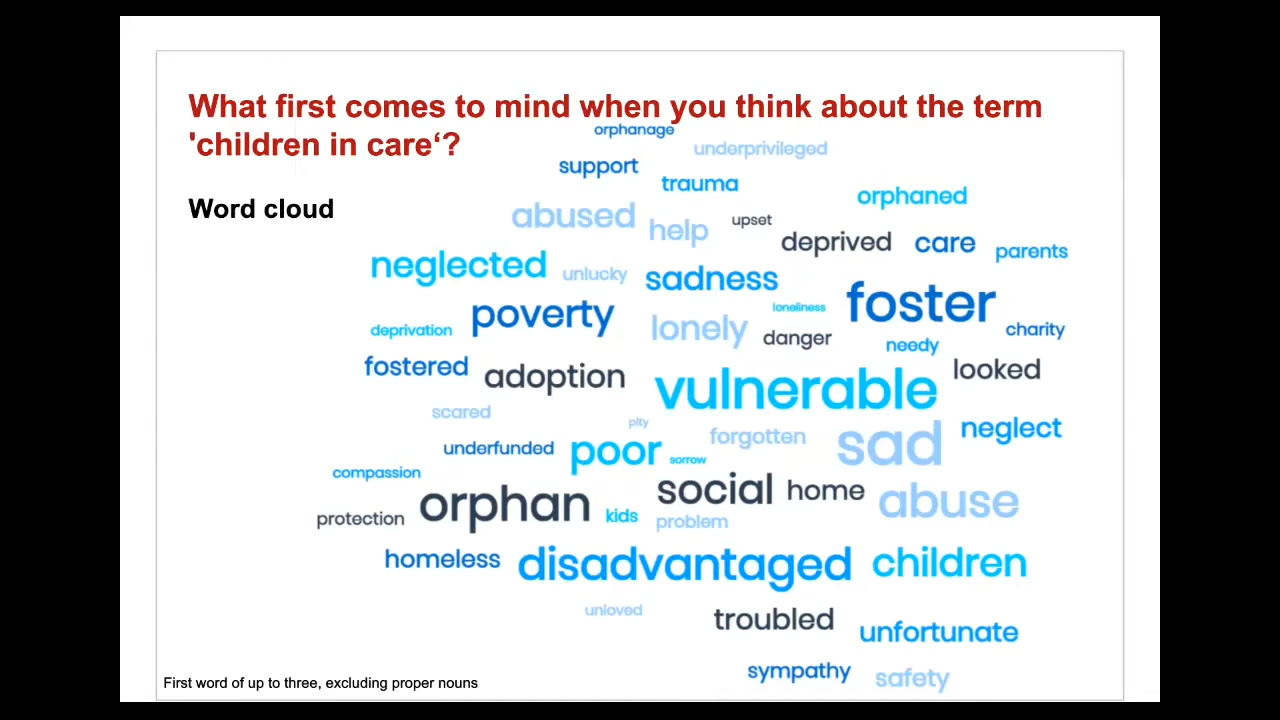 What first comes to mind when you think about the term
'children in care‘?
orphanage
underprivileged
support
trauma
orphaned
Word cloud
abused
help
upset
deprived
care
parents
neglected
unlucky
sadness
foster
poverty
loneliness
lonely
deprivation
danger
charity
needy
fostered
adoption
vulnerable
looked
scared
pity
forgotten
sad
neglect
underfunded
poor
sorrow
compassion
orphan
social
home
abuse
protection
kids
problem
homeless
disadvantaged
children
unloved
troubled
unfortunate
sympathy
safety
First word of up to three, excluding proper nouns